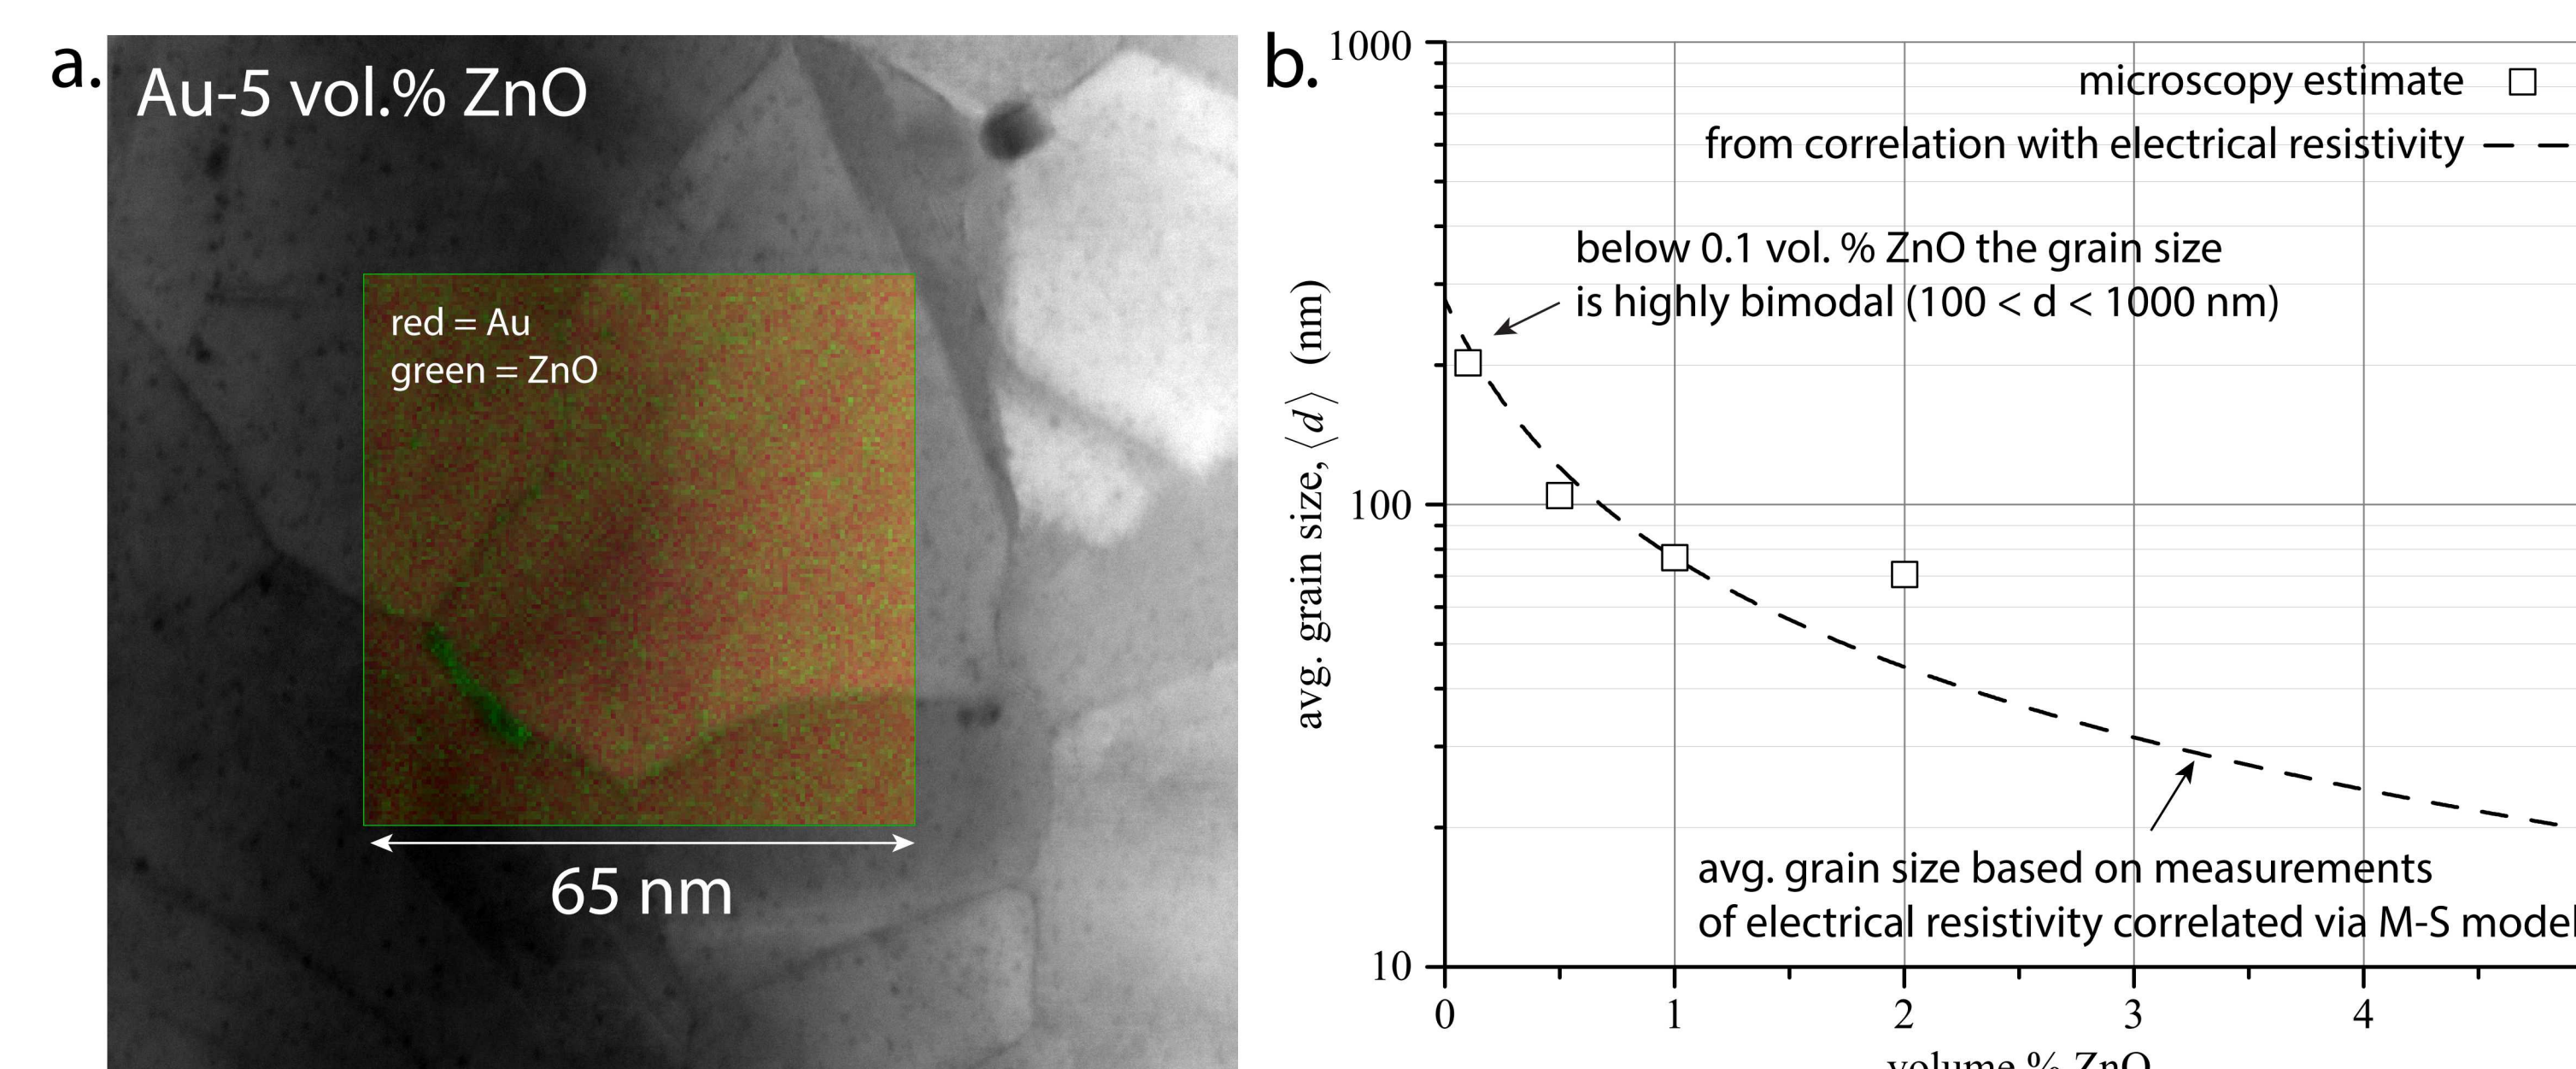 a.
Au-5 vol.% ZnO
red = Au
green = ZnO
65 nm
b.
1000
100
10
avg. grain size, ⟨d⟩ (nm)
microscopy estimate
from correlation with electrical resistivity
below 0.1 vol. % ZnO the grain size
is highly bimodal (100 < d < 1000 nm)
avg. grain size based on measurements
of electrical resistivity correlated via M-S model
0 1 2 3 4
volume % ZnO